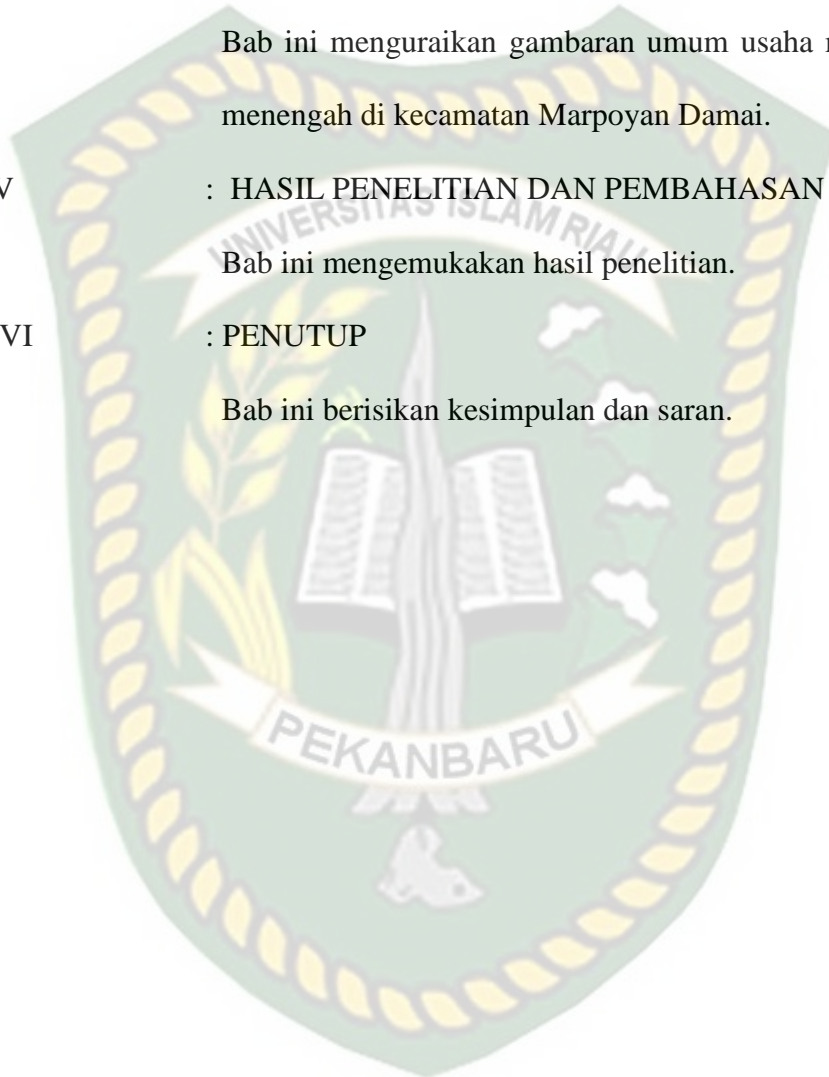 Bab ini menguraikan gambaran umum usaha
menengah di kecamatan Marpoyan Damai.
V : HASIL PENELITIAN DAN PEMBAHASAN
UNIVERSITAS ISLAM RIAU
Bab ini mengemukakan hasil penelitian.
VI : PENUTUP
Bab ini berisikan kesimpulan dan saran.
PEKANBARU